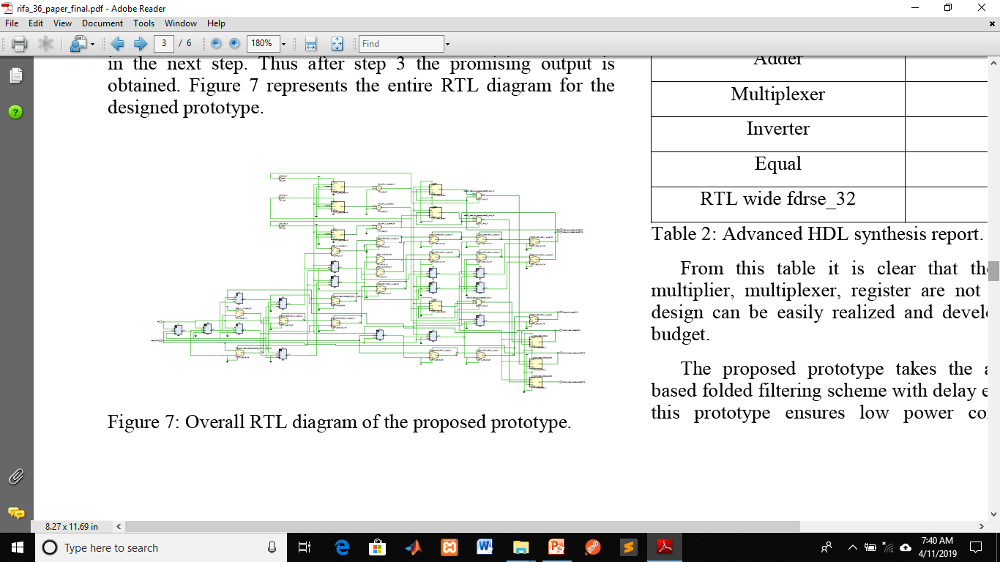 rifa_36_paper_final.pdf - Adobe Reader
File Edit View Document Tools Window Help
3 / 6 180% Find
in the next step. Thus after step 3 the promising output is
obtained. Figure 7 represents the entire RTL diagram for the
designed prototype.
Figure 7: Overall RTL diagram of the proposed prototype.
Adder
Multiplexer
Inverter
Equal
RTL wide fdrse_32
Table 2: Advanced HDL synthesis report.
From this table it is clear that
multiplier, multiplexer, register are not
design can be easily realized and
budget.
The proposed prototype takes the
based folded filtering scheme with delay
this prototype ensures low power
8.27 x 11.69 in
Type here to search
7:40 AM
4/11/2019